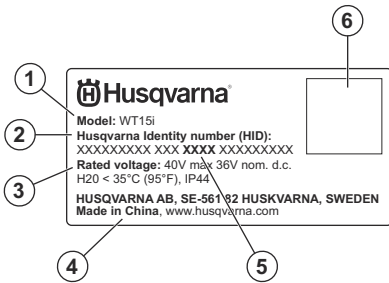 6
1
Husqvarna®
Model: WT15i
2
Husqvarna Identity number (HID):
XXXXXXXXX XXX XXXX XXXXXXXXX
3
Rated voltage: 40V max 36V nom. d.c.
H20 < 35°C (95°F), IP44
HUSQVARNA AB, SE-561 82 HUSKVARNA, SWEDEN
Made in China, www.husqvarna.com
4
5